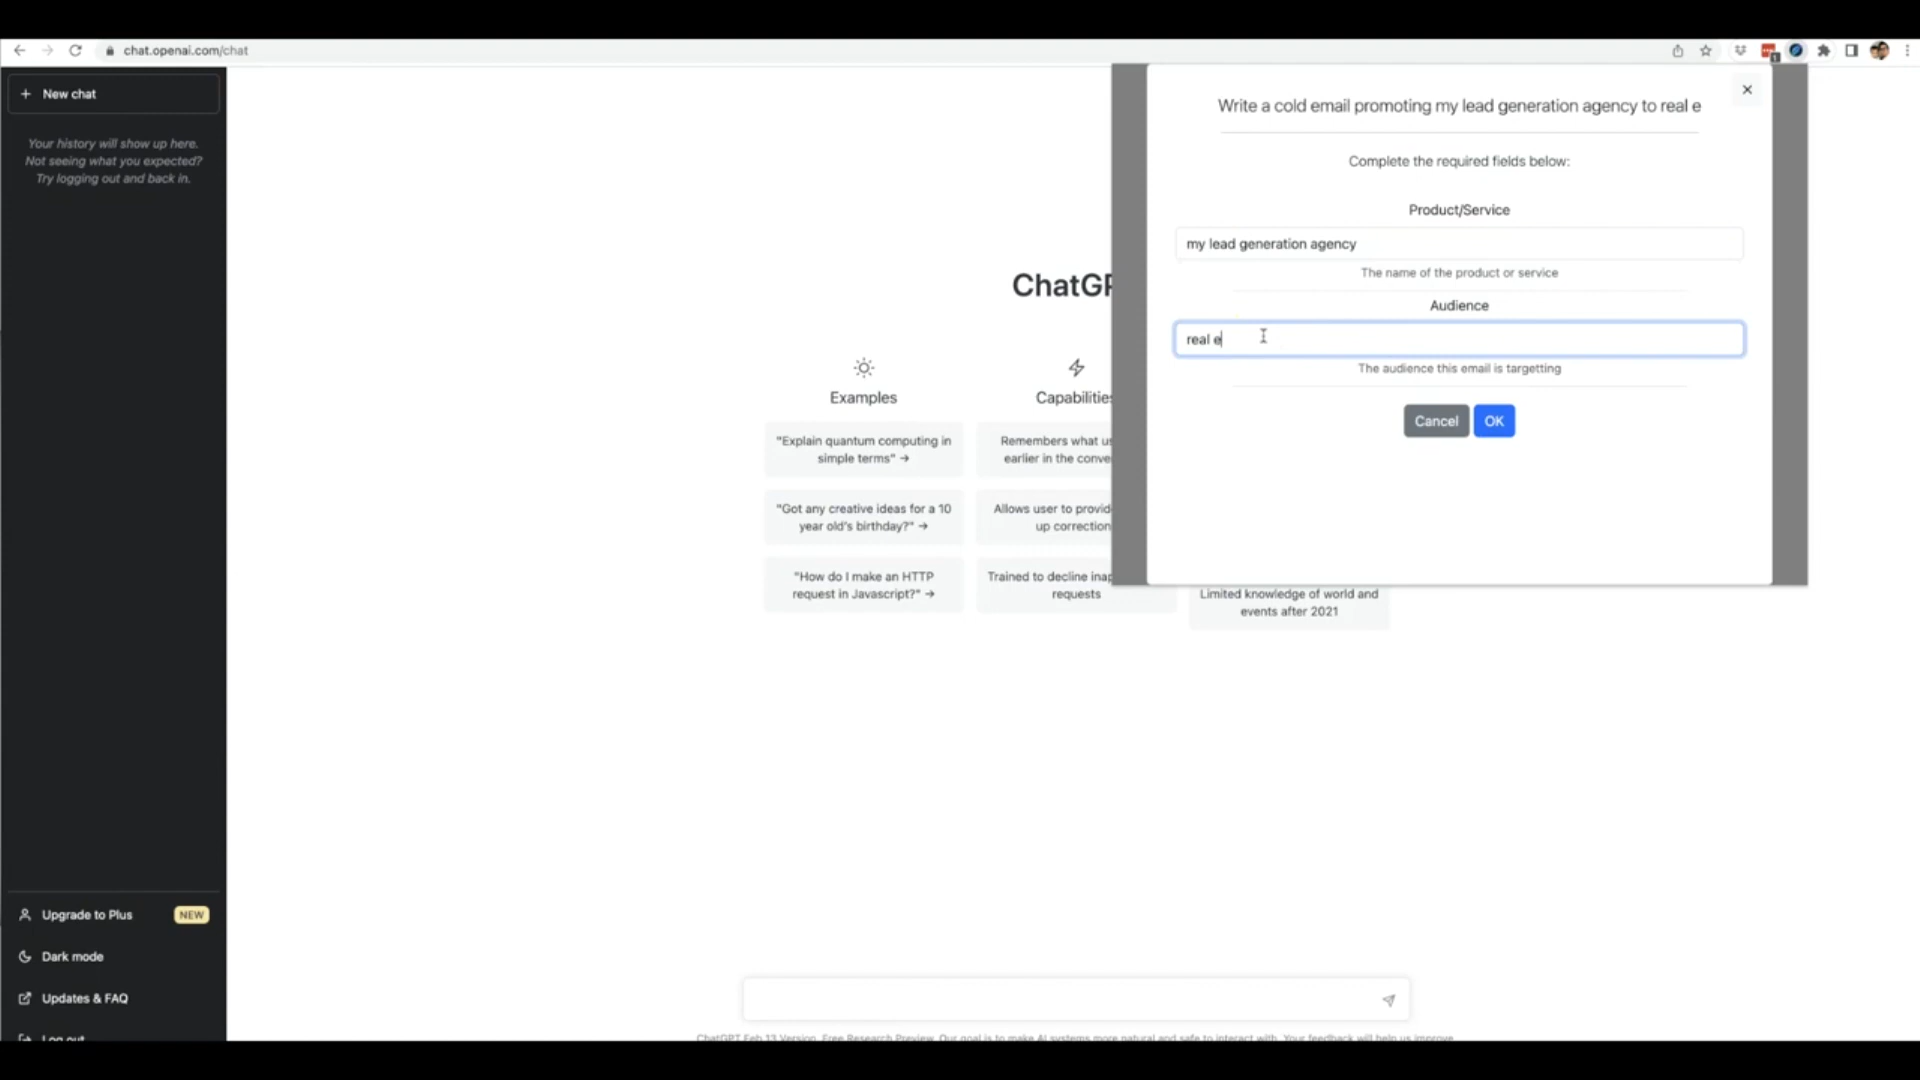 chat.openai.com/chat
New chat
Your history will show up here.
Not seeing what you expected?
Try logging out and back in.
Upgrade to Plus
NEW
Dark mode
Updates & FAQ
Log out
ChatGP
Examples
"Explain quantum computing in
simple terms" →
"Got any creative ideas for a 10
year old's birthday?" →
"How do I make an HTTP
request in Javascript?" →
Capabilities
Remembers what us
earlier in the conve
Allows user to provid
up correction
Trained to decline inap
requests
Limited knowledge of world and
events after 2021
Write a cold email promoting my lead generation agency to real e
Complete the required fields below:
Product/Service
my lead generation agency
The name of the product or service
Audience
real e
The audience this email is targetting
Cancel
OK
ChatGPT Feb 13 Version. Free Research Preview. Our goal is to make AI systems more natural and safe to interact with. Your feedback will help us improve.